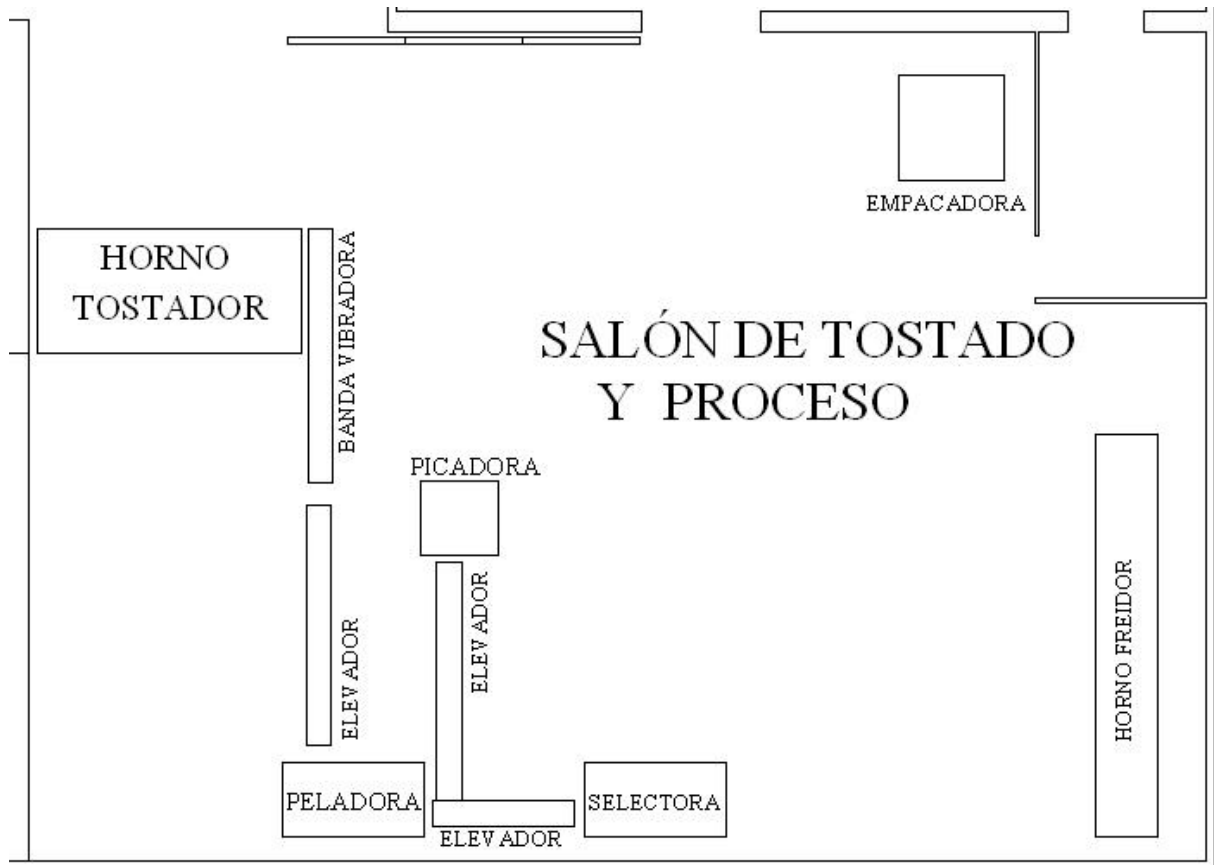 EMPACADORA
HORNO
TOSTADOR
BANDA VIBRADORA
SALÓN DE TOSTADO
Y PROCESO
PICADORA
ELEVADOR
ELEVADOR
HORNO FREIDOR
PELADORA
SELECTORA
ELEVADOR